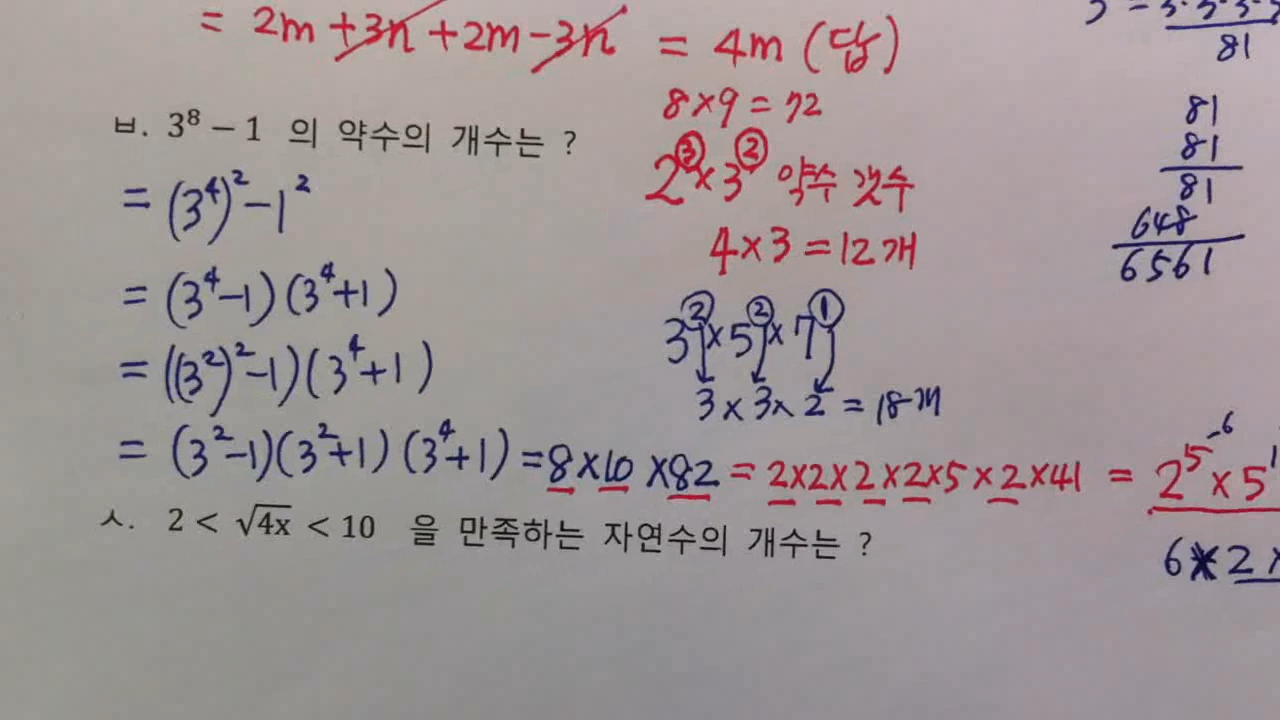 = 2m + 3n + 2m - 3n = 4m (답)
ㅂ. 3⁸ − 1 의 약수의 개수는 ?
= (3⁴)² - 1²
= (3⁴-1)(3⁴+1)
= ((3²)²-1)(3⁴+1)
= (3²-1)(3²+1)(3⁴+1) = 8×10×82 = 2×2×2×2×5×2×41 = 2⁵×5¹
ㅅ. 2 < √4x < 10 을 만족하는 자연수의 개수는 ?
8×9 = 72
2³×3² 약수 갯수
4×3 = 12개
3²×5²×7¹
3×3×2 = 18개
81
81
81
81
648
6561
6
6×2×